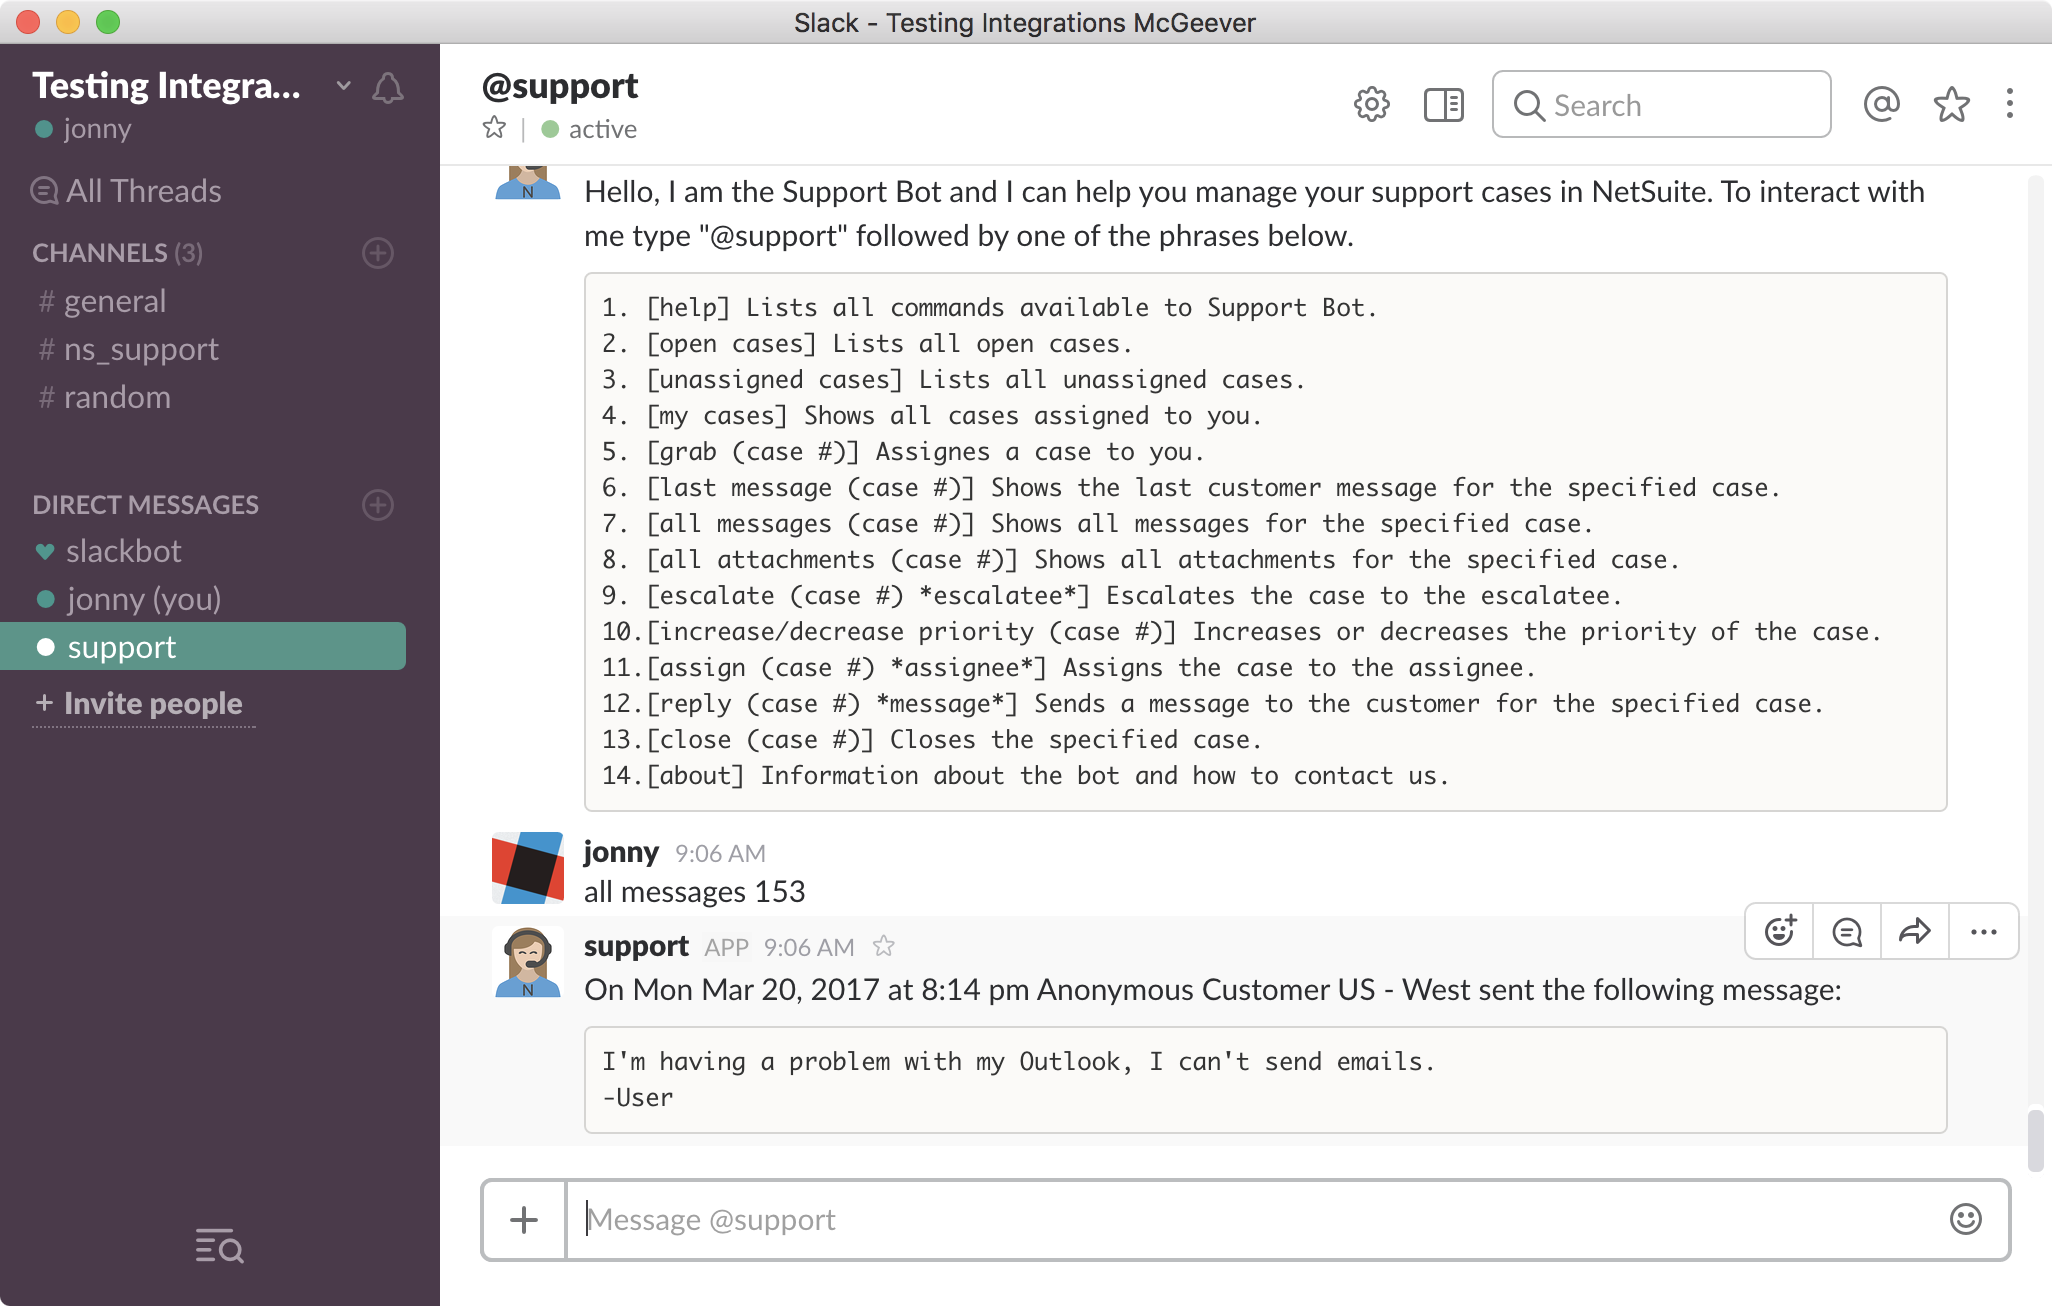 Slack - Testing Integrations McGeever
Testing Integra...
jonny
All Threads
CHANNELS (3)
# general
# ns_support
# random
DIRECT MESSAGES
slackbot
jonny (you)
support
+ Invite people
@support
active
Search
Hello, I am the Support Bot and I can help you manage your support cases in NetSuite. To interact with
me type "@support" followed by one of the phrases below.
1. [help] Lists all commands available to Support Bot.
2. [open cases] Lists all open cases.
3. [unassigned cases] Lists all unassigned cases.
4. [my cases] Shows all cases assigned to you.
5. [grab (case #)] Assignes a case to you.
6. [last message (case #)] Shows the last customer message for the specified case.
7. [all messages (case #)] Shows all messages for the specified case.
8. [all attachments (case #)] Shows all attachments for the specified case.
9. [escalate (case #) *escalatee*] Escalates the case to the escalatee.
10.[increase/decrease priority (case #)] Increases or decreases the priority of the case.
11.[assign (case #) *assignee*] Assigns the case to the assignee.
12.[reply (case #) *message*] Sends a message to the customer for the specified case.
13.[close (case #)] Closes the specified case.
14.[about] Information about the bot and how to contact us.
jonny 9:06 AM
all messages 153
support APP 9:06 AM
On Mon Mar 20, 2017 at 8:14 pm Anonymous Customer US - West sent the following message:
I'm having a problem with my Outlook, I can't send emails.
-User
Message @support